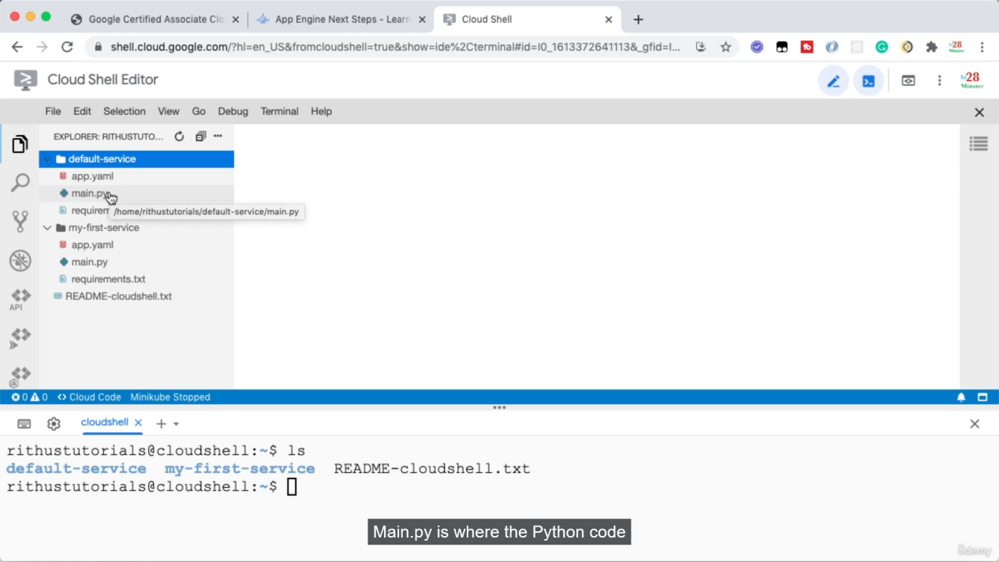 Google Certified Associate Clo
App Engine Next Steps - Learn
Cloud Shell
shell.cloud.google.com/?hl=en_US&fromcloudshell=true&show=ide%2Cterminal#id=I0_1613372641113&_gfid=I...
Cloud Shell Editor
in28
Minutes
File Edit Selection View Go Debug Terminal Help
EXPLORER: RITHUSTUTO...
default-service
app.yaml
main.py
requirem
/home/rithustutorials/default-service/main.py
my-first-service
app.yaml
main.py
requirements.txt
README-cloudshell.txt
API
0 0 Cloud Code Minikube Stopped
cloudshell
rithustutorials@cloudshell:~$ ls
default-service my-first-service README-cloudshell.txt
rithustutorials@cloudshell:~$
Main.py is where the Python code
ûdemy